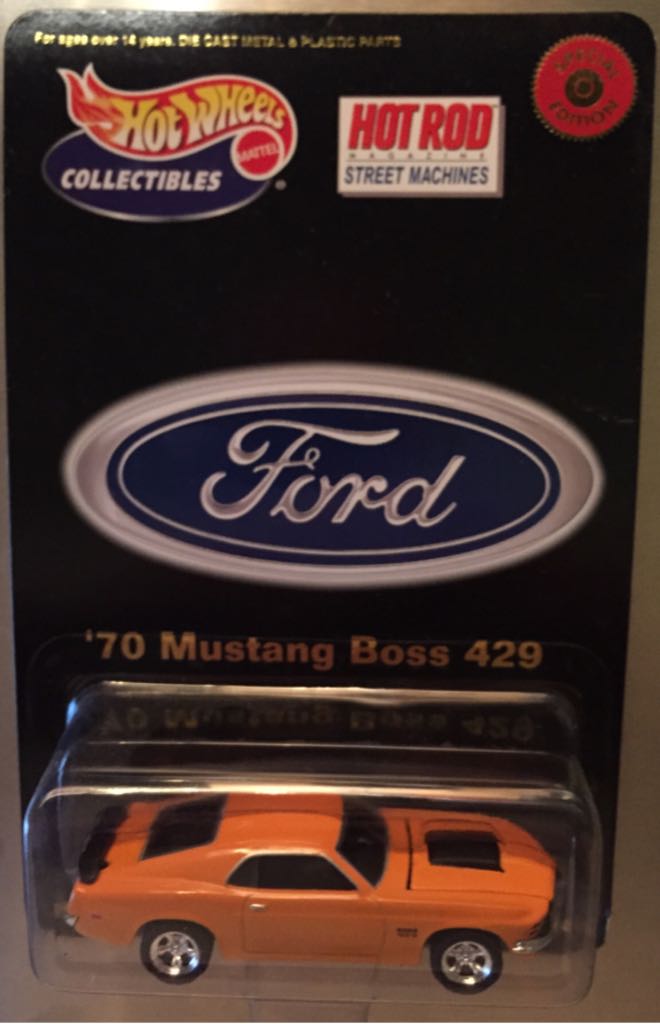 For ages over 14 years. DIE CAST METAL & PLASTIC PARTS
SPECIAL EDITION
Hot Wheels
MATTEL
COLLECTIBLES
HOT ROD
MAGAZINE
STREET MACHINES
Ford
'70 Mustang Boss 429